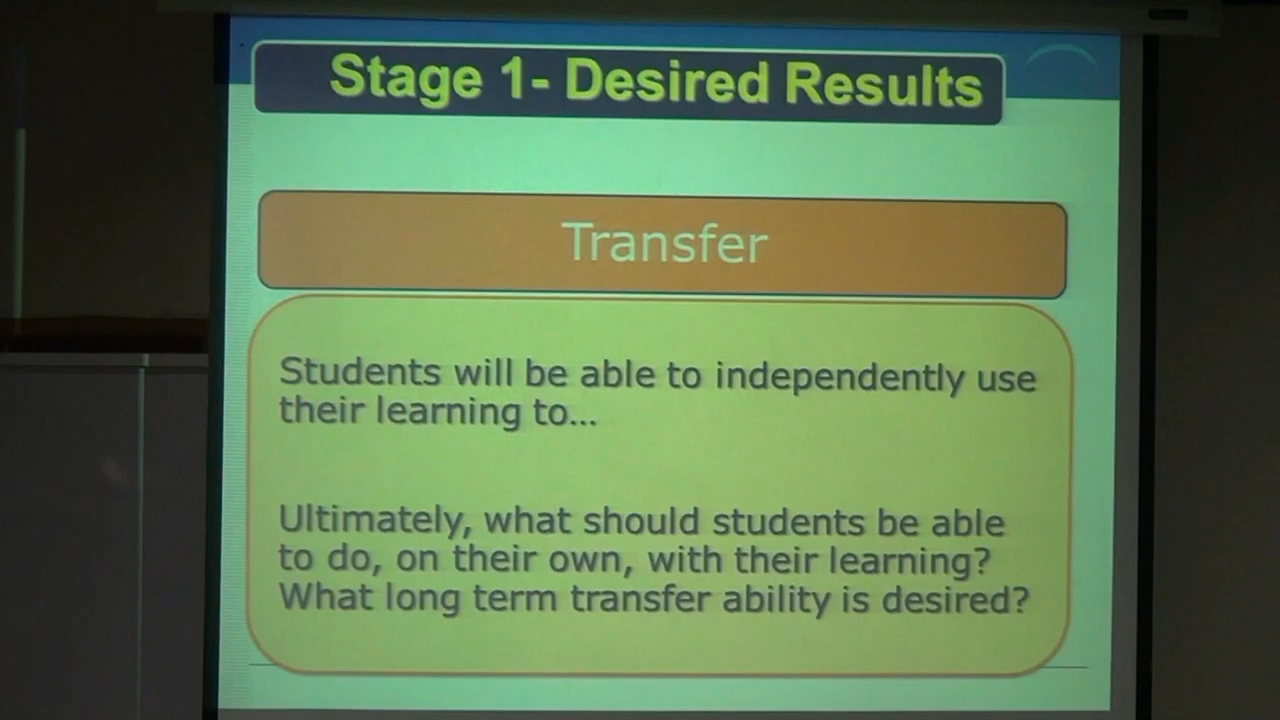 Stage 1- Desired Results
Transfer
Students will be able to independently use
their learning to...
Ultimately, what should students be able
to do, on their own, with their learning?
What long term transfer ability is desired?